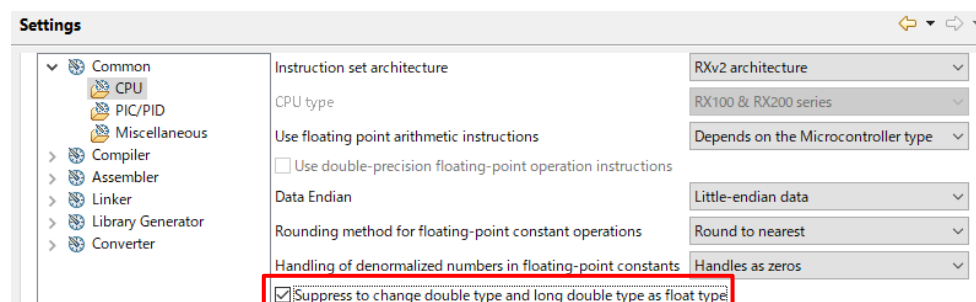 Settings
Common
CPU
PIC/PID
Miscellaneous
Compiler
Assembler
Linker
Library Generator
Converter
Instruction set architecture RXv2 architecture
CPU type RX100 & RX200 series
Use floating point arithmetic instructions Depends on the Microcontroller type
Use double-precision floating-point operation instructions
Data Endian Little-endian data
Rounding method for floating-point constant operations Round to nearest
Handling of denormalized numbers in floating-point constants Handles as zeros
Suppress to change double type and long double type as float type